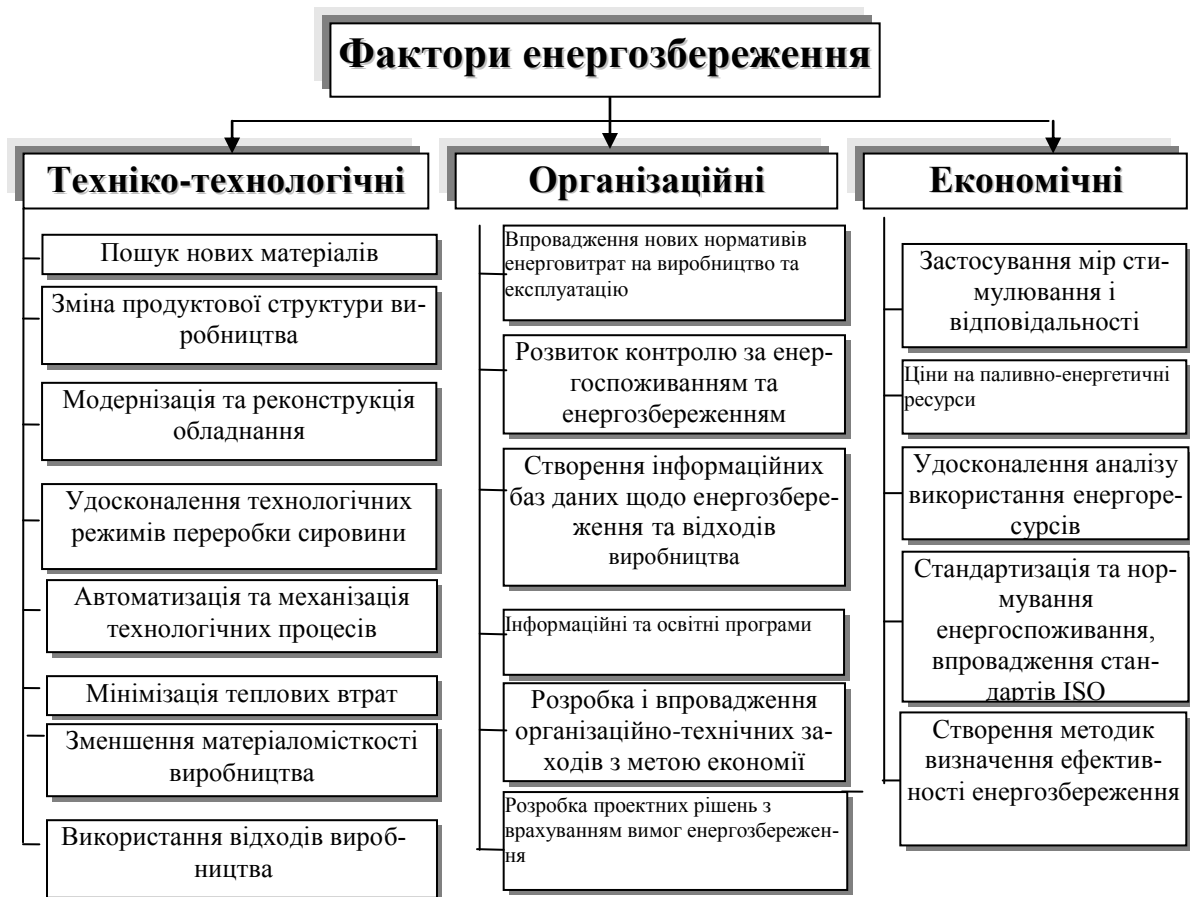 Фактори енергозбереження
Техніко-технологічні
Пошук нових матеріалів
Зміна продуктової структури ви-
робництва
Модернізація та реконструкція
обладнання
Удосконалення технологічних
режимів переробки сировини
Автоматизація та механізація
технологічних процесів
Мінімізація теплових втрат
Зменшення матеріаломісткості
виробництва
Використання відходів вироб-
ництва
Організаційні
Впровадження нових нормативів
енерговитрат на виробництво та
експлуатацію
Розвиток контролю за енер-
госпоживанням та
енергозбереженням
Створення інформаційних
баз даних щодо енергозбере-
ження та відходів
виробництва
Інформаційні та освітні програми
Розробка і впровадження
організаційно-технічних за-
ходів з метою економії
Розробка проектних рішень з
врахуванням вимог енергозбережен-
ня
Економічні
Застосування мір сти-
мулювання і
відповідальності
Ціни на паливно-енергетичні
ресурси
Удосконалення аналізу
використання енергоре-
сурсів
Стандартизація та нор-
мування
енергоспоживання,
впровадження стан-
дартів ISO
Створення методик
визначення ефектив-
ності енергозбереження